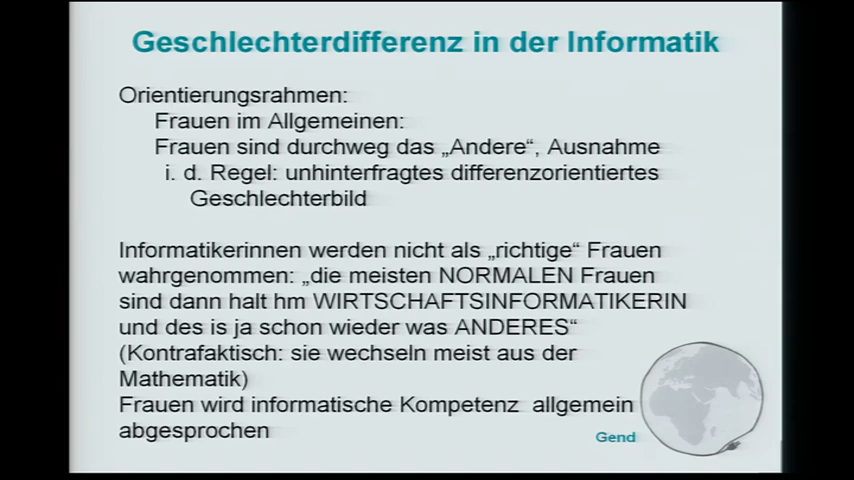 Geschlechterdifferenz in der Informatik
Orientierungsrahmen:
Frauen im Allgemeinen:
Frauen sind durchweg das „Andere“, Ausnahme
i. d. Regel: unhinterfragtes differenzorientiertes
Geschlechterbild
Informatikerinnen werden nicht als „richtige“ Frauen
wahrgenommen: „die meisten NORMALEN Frauen
sind dann halt hm WIRTSCHAFTSINFORMATIKERIN
und des is ja schon wieder was ANDERES“
(Kontrafaktisch: sie wechseln meist aus der
Mathematik)
Frauen wird informatische Kompetenz allgemein
abgesprochen
Gend